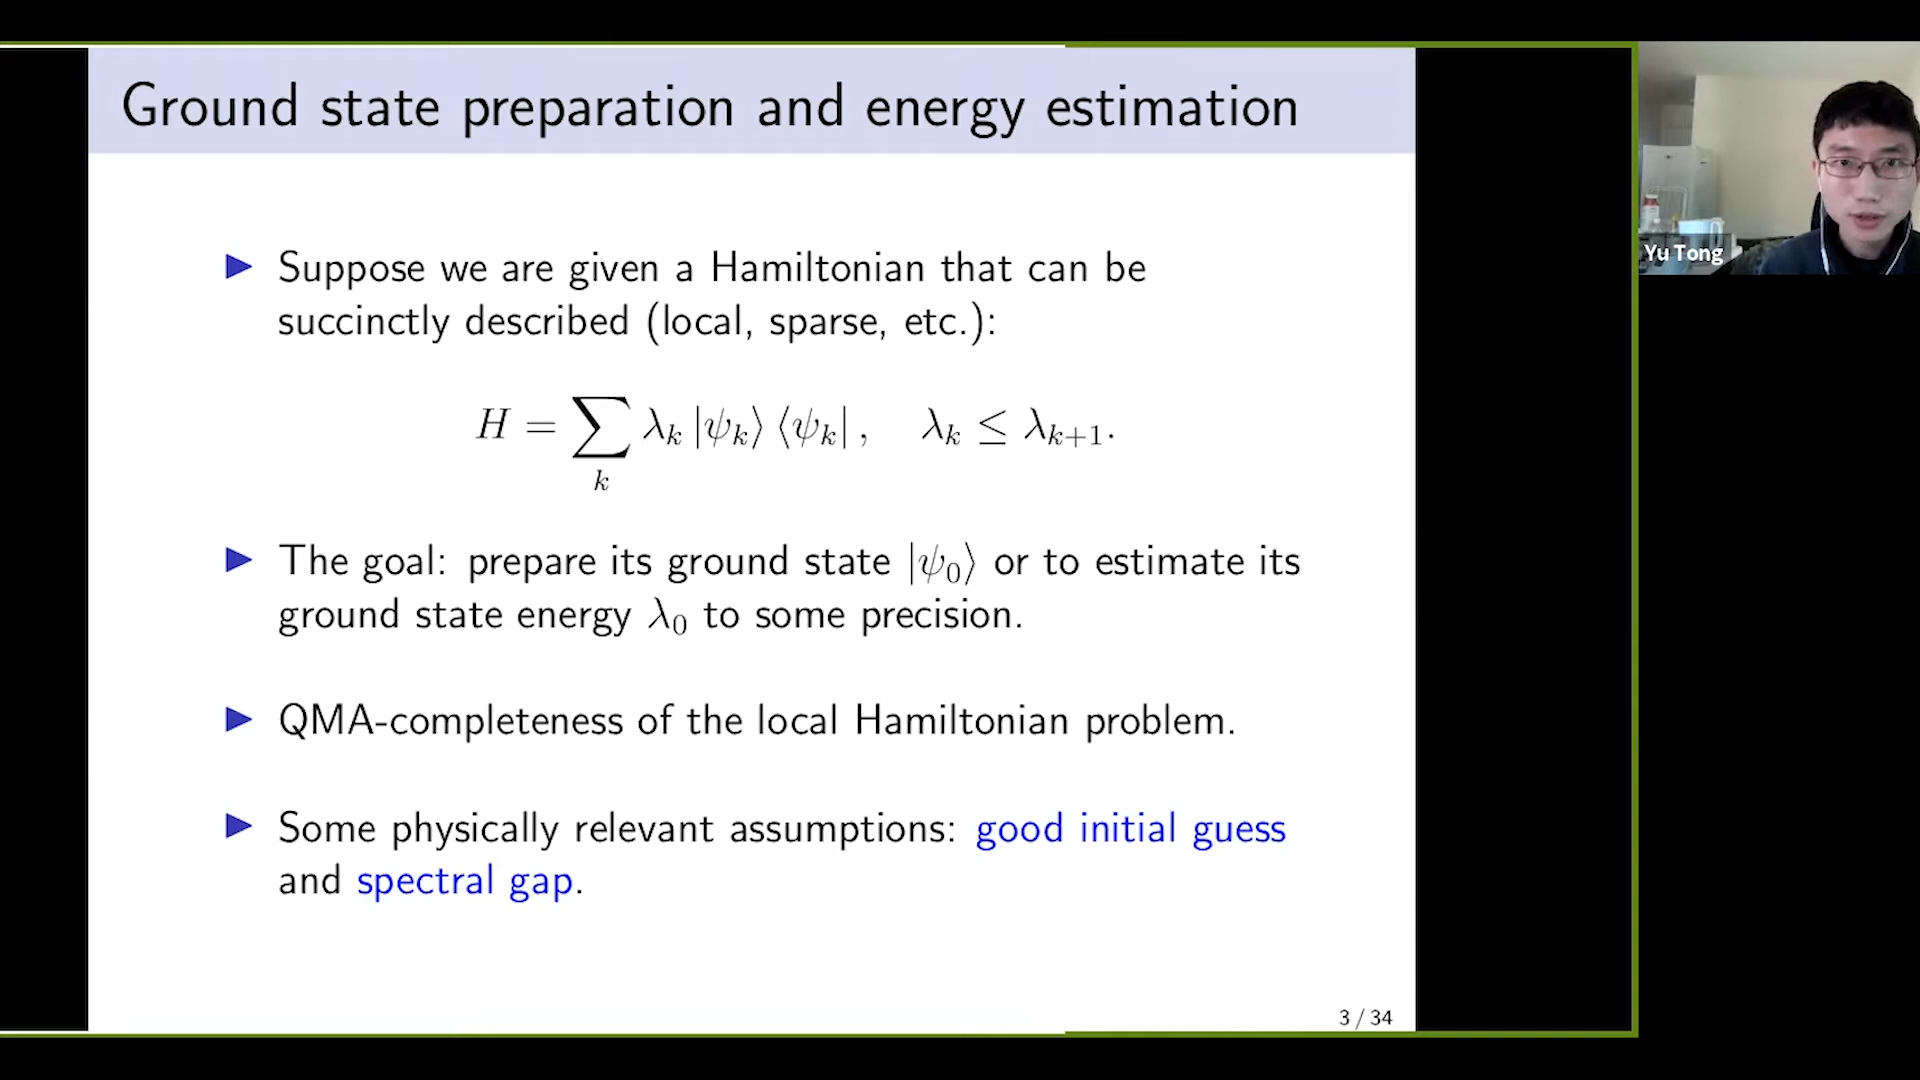 Ground state preparation and energy estimation
▶ Suppose we are given a Hamiltonian that can be
succinctly described (local, sparse, etc.):
H = ∑_k λ_k |ψ_k⟩ ⟨ψ_k| , λ_k ≤ λ_{k+1}.
▶ The goal: prepare its ground state |ψ_0⟩ or to estimate its
ground state energy λ_0 to some precision.
▶ QMA-completeness of the local Hamiltonian problem.
▶ Some physically relevant assumptions: good initial guess
and spectral gap.
3 / 34
Yu Tong